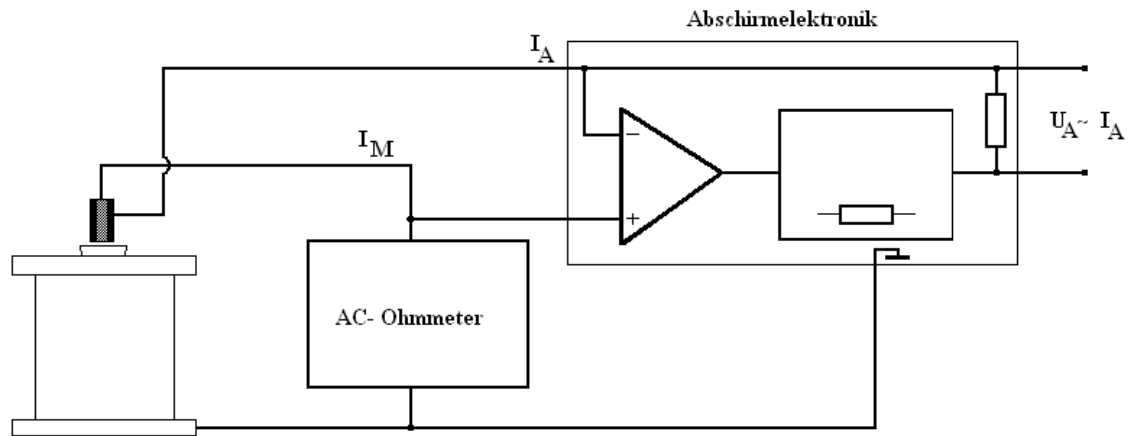 Abschirmelektronik
I_A
U_A ~ I_A
I_M
−
+
AC- Ohmmeter